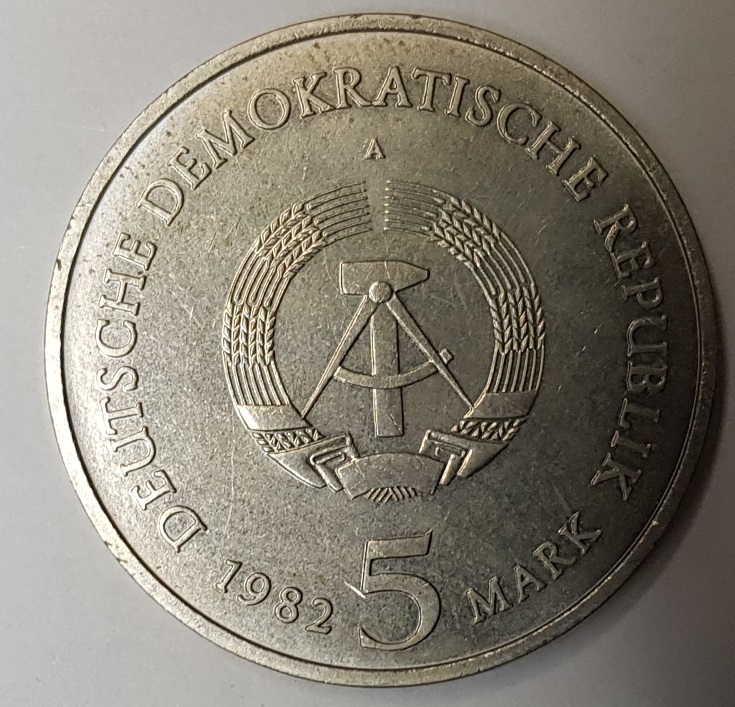 DEUTSCHE DEMOKRATISCHE REPUBLIK
A
1982 5 MARK